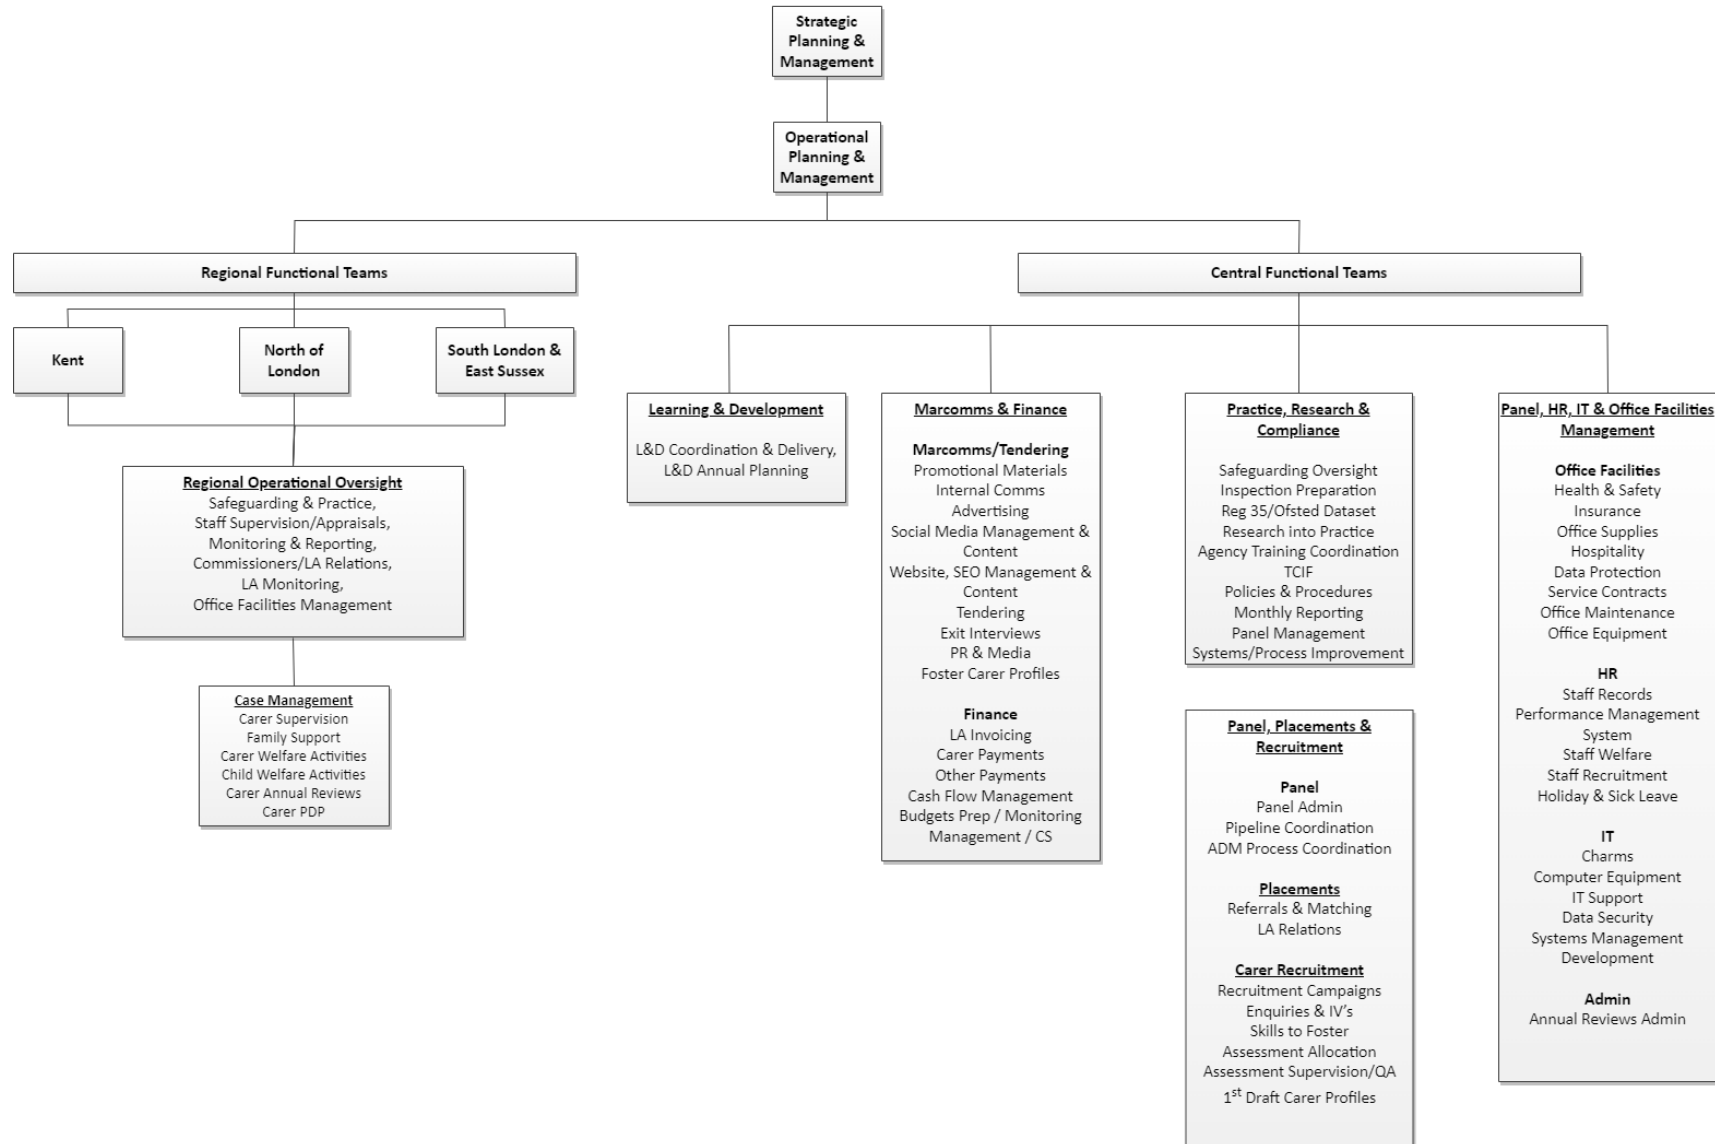 Strategic
Planning &
Management
Operational
Planning &
Management
Regional Functional Teams
Central Functional Teams
Kent
North of
London
South London &
East Sussex
Regional Operational Oversight
Safeguarding & Practice,
Staff Supervision/Appraisals,
Monitoring & Reporting,
Commissioners/LA Relations,
LA Monitoring,
Office Facilities Management
Case Management
Carer Supervision
Family Support
Carer Welfare Activities
Child Welfare Activities
Carer Annual Reviews
Carer PDP
Learning & Development
L&D Coordination & Delivery,
L&D Annual Planning
Marcomms & Finance
Marcomms/Tendering
Promotional Materials
Internal Comms
Advertising
Social Media Management &
Content
Website, SEO Management &
Content
Tendering
Exit Interviews
PR & Media
Foster Carer Profiles
Finance
LA Invoicing
Carer Payments
Other Payments
Cash Flow Management
Budgets Prep / Monitoring
Management / CS
Practice, Research &
Compliance
Safeguarding Oversight
Inspection Preparation
Reg 35/Ofsted Dataset
Research into Practice
Agency Training Coordination
TCIF
Policies & Procedures
Monthly Reporting
Panel Management
Systems/Process Improvement
Panel, Placements &
Recruitment
Panel
Panel Admin
Pipeline Coordination
ADM Process Coordination
Placements
Referrals & Matching
LA Relations
Carer Recruitment
Recruitment Campaigns
Enquiries & IV’s
Skills to Foster
Assessment Allocation
Assessment Supervision/QA
1st Draft Carer Profiles
Panel, HR, IT & Office Facilities
Management
Office Facilities
Health & Safety
Insurance
Office Supplies
Hospitality
Data Protection
Service Contracts
Office Maintenance
Office Equipment
HR
Staff Records
Performance Management
System
Staff Welfare
Staff Recruitment
Holiday & Sick Leave
IT
Charms
Computer Equipment
IT Support
Data Security
Systems Management
Development
Admin
Annual Reviews Admin